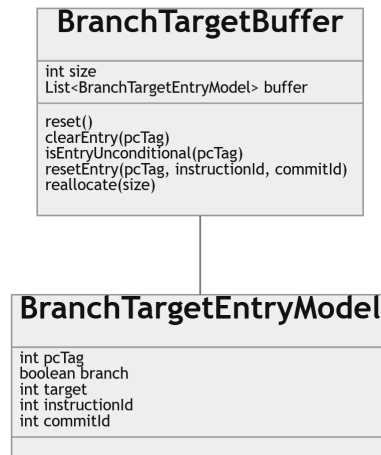 BranchTargetBuffer
int size
List<BranchTargetEntryModel> buffer
reset()
clearEntry(pcTag)
isEntryUnconditional(pcTag)
resetEntry(pcTag, instructionId, commitId)
reallocate(size)
BranchTargetEntryModel
int pcTag
boolean branch
int target
int instructionId
int commitId